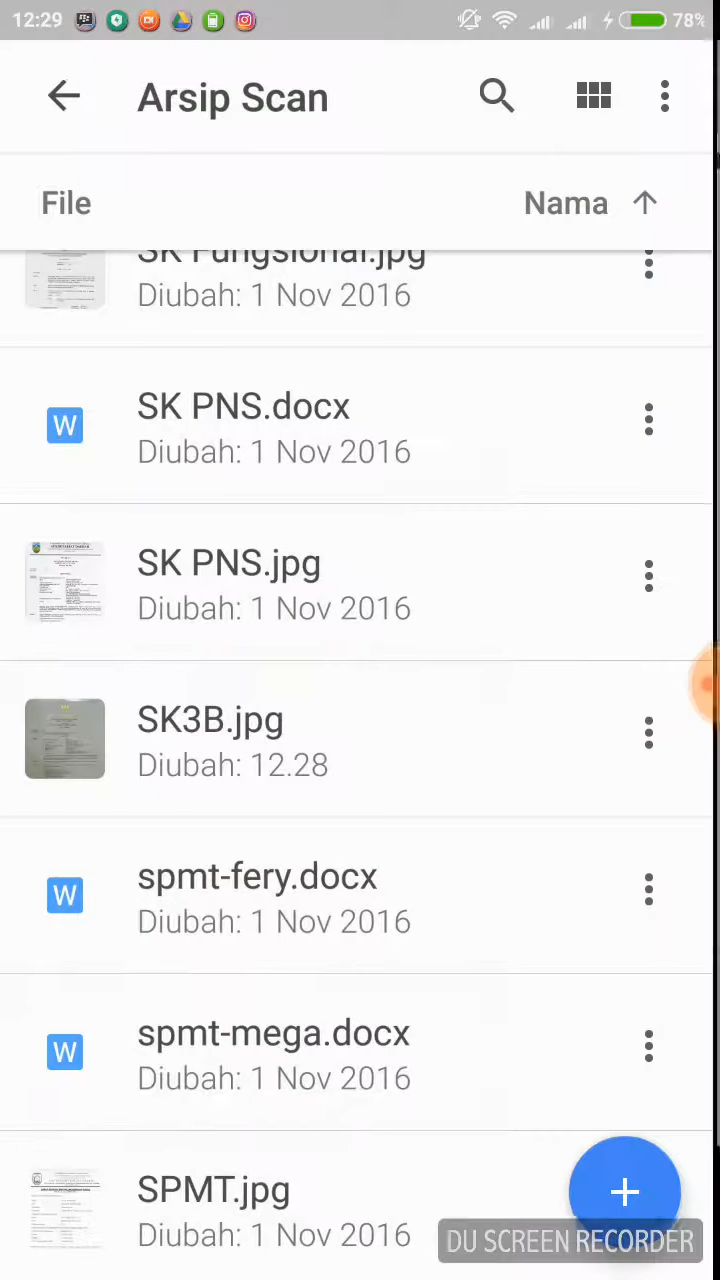 12:29
78%
Arsip Scan
File
Nama
SK Fungsional.jpg
Diubah: 1 Nov 2016
W
SK PNS.docx
Diubah: 1 Nov 2016
SK PNS.jpg
Diubah: 1 Nov 2016
SK3B.jpg
Diubah: 12.28
W
spmt-fery.docx
Diubah: 1 Nov 2016
W
spmt-mega.docx
Diubah: 1 Nov 2016
SPMT.jpg
Diubah: 1 Nov 2016
DU SCREEN RECORDER